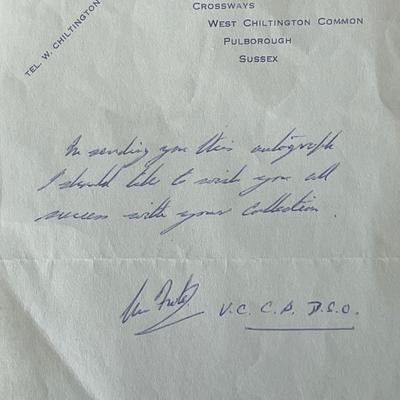 TEL. W. CHILTINGTON
CROSSWAYS
WEST CHILTINGTON COMMON
PULBOROUGH
SUSSEX
In sending you this autograph
I should like to wish you all
success with your collection.
V.C. C.B. D.S.O.